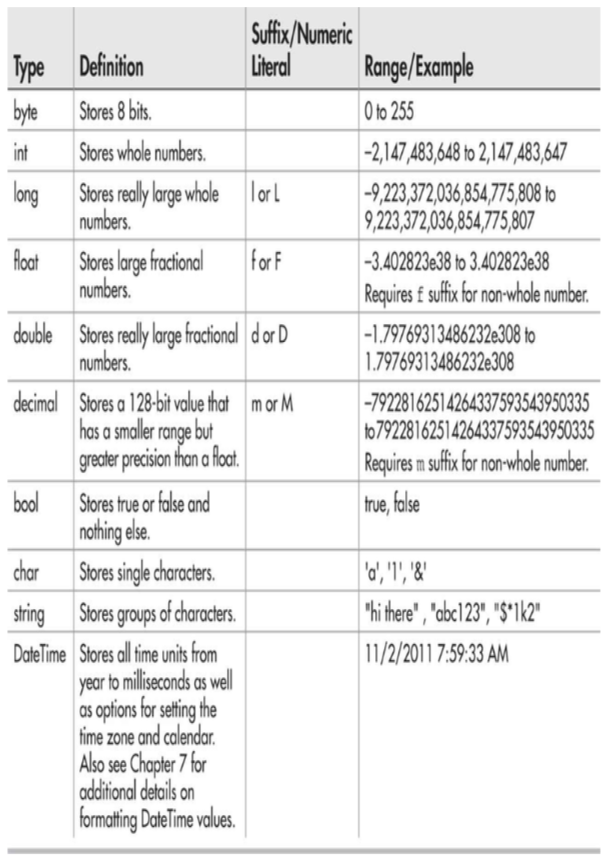 Type Definition Suffix/Numeric Literal Range/Example
byte Stores 8 bits. 0 to 255
int Stores whole numbers. –2,147,483,648 to 2,147,483,647
long Stores really large whole l or L –9,223,372,036,854,775,808 to
numbers. 9,223,372,036,854,775,807
float Stores large fractional f or F –3.402823e38 to 3.402823e38
numbers. Requires f suffix for non-whole number.
double Stores really large fractional d or D –1.79769313486232e308 to
numbers. 1.79769313486232e308
decimal Stores a 128-bit value that m or M –79228162514264337593543950335
has a smaller range but to79228162514264337593543950335
greater precision than a float. Requires m suffix for non-whole number.
bool Stores true or false and true, false
nothing else.
char Stores single characters. 'a', '1', '&'
string Stores groups of characters. "hi there" , "abc123", "$*1k2"
DateTime Stores all time units from 11/2/2011 7:59:33 AM
year to milliseconds as well
as options for setting the
time zone and calendar.
Also see Chapter 7 for
additional details on
formatting DateTime values.